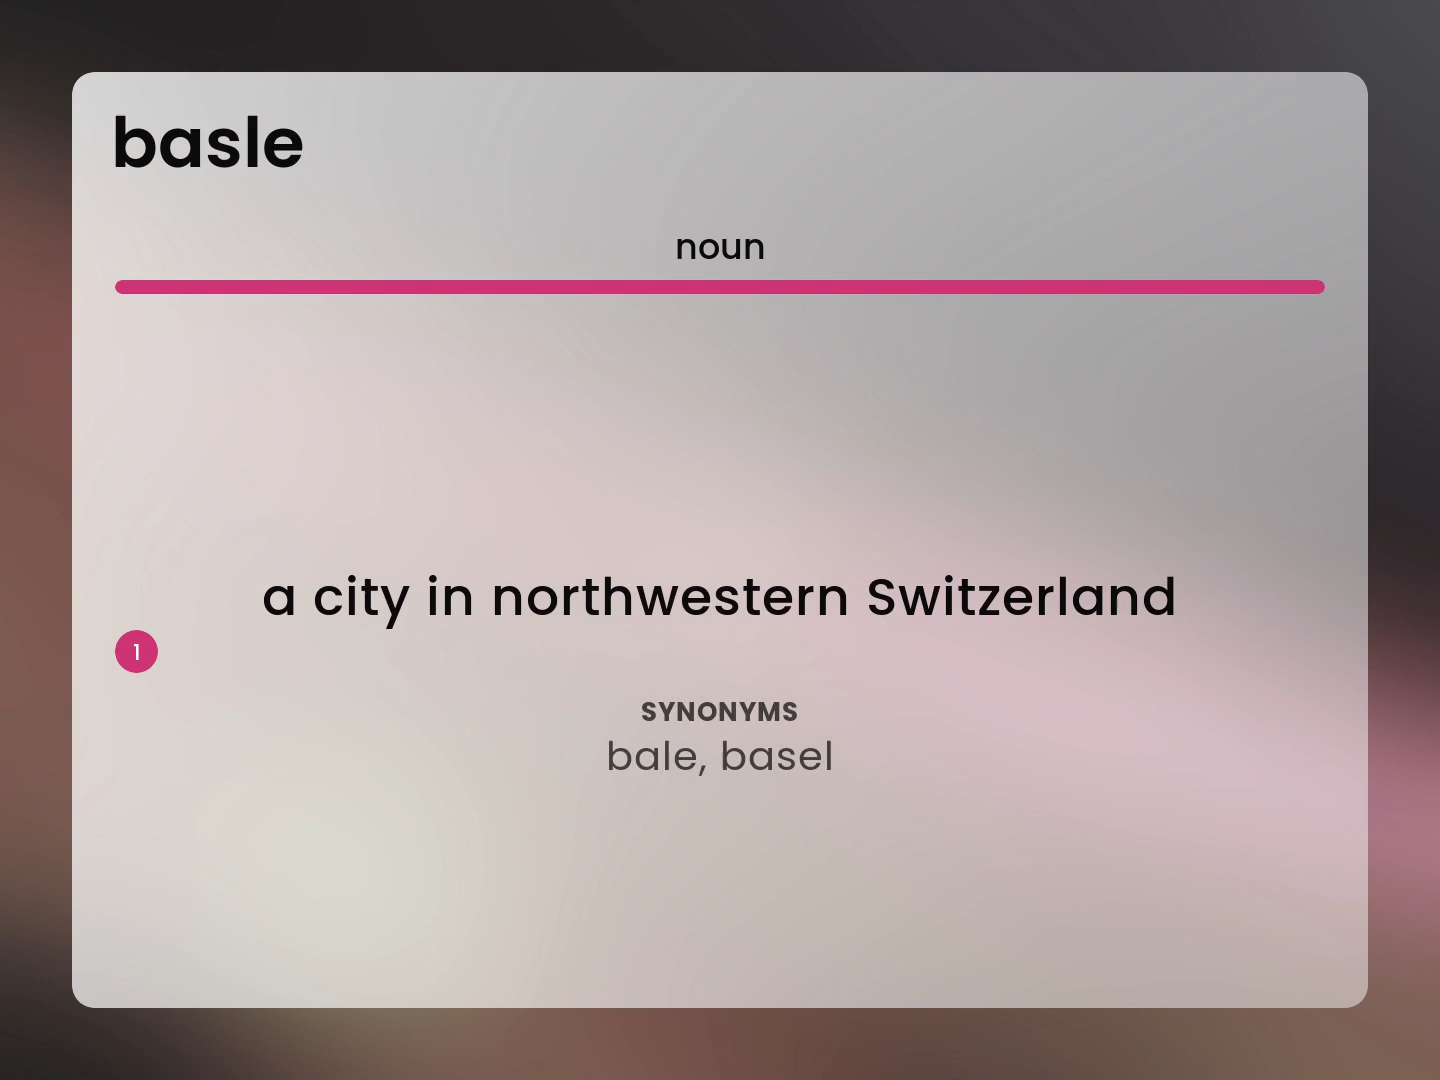 basle
noun
a city in northwestern Switzerland
1
SYNONYMS
bale, basel